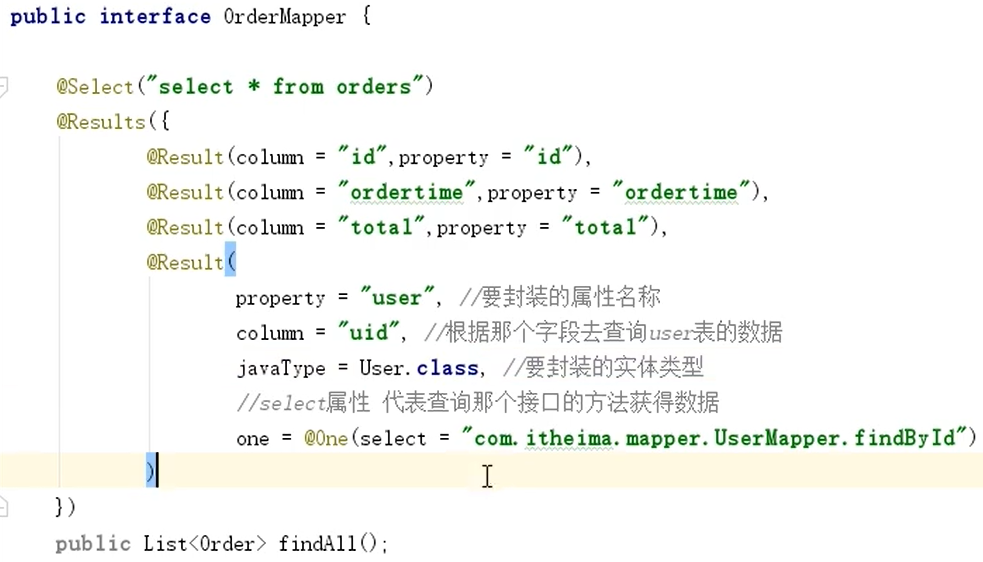 public interface OrderMapper {
@Select("select * from orders")
@Results({
@Result(column = "id",property = "id"),
@Result(column = "ordertime",property = "ordertime"),
@Result(column = "total",property = "total"),
@Result(
property = "user", //要封装的属性名称
column = "uid", //根据那个字段去查询user表的数据
javaType = User.class, //要封装的实体类型
//select属性 代表查询那个接口的方法获得数据
one = @One(select = "com.itheima.mapper.UserMapper.findById")
)
})
public List<Order> findAll();